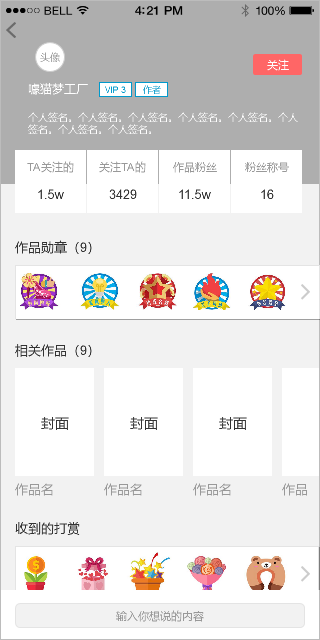 BELL 4:21 PM 100%
头像
关注
嚎猫梦工厂 VIP 3 作者
个人签名，个人签名，个人签名，个人签名，个人签名，个人签
签名，个人签名，个人签名。
TA关注的 关注TA的 作品粉丝 粉丝称号
1.5w 3429 11.5w 16
作品勋章（9）
相关作品（9）
封面 封面 封面
作品名 作品名 作品名 作品
收到的打赏
输入你想说的内容